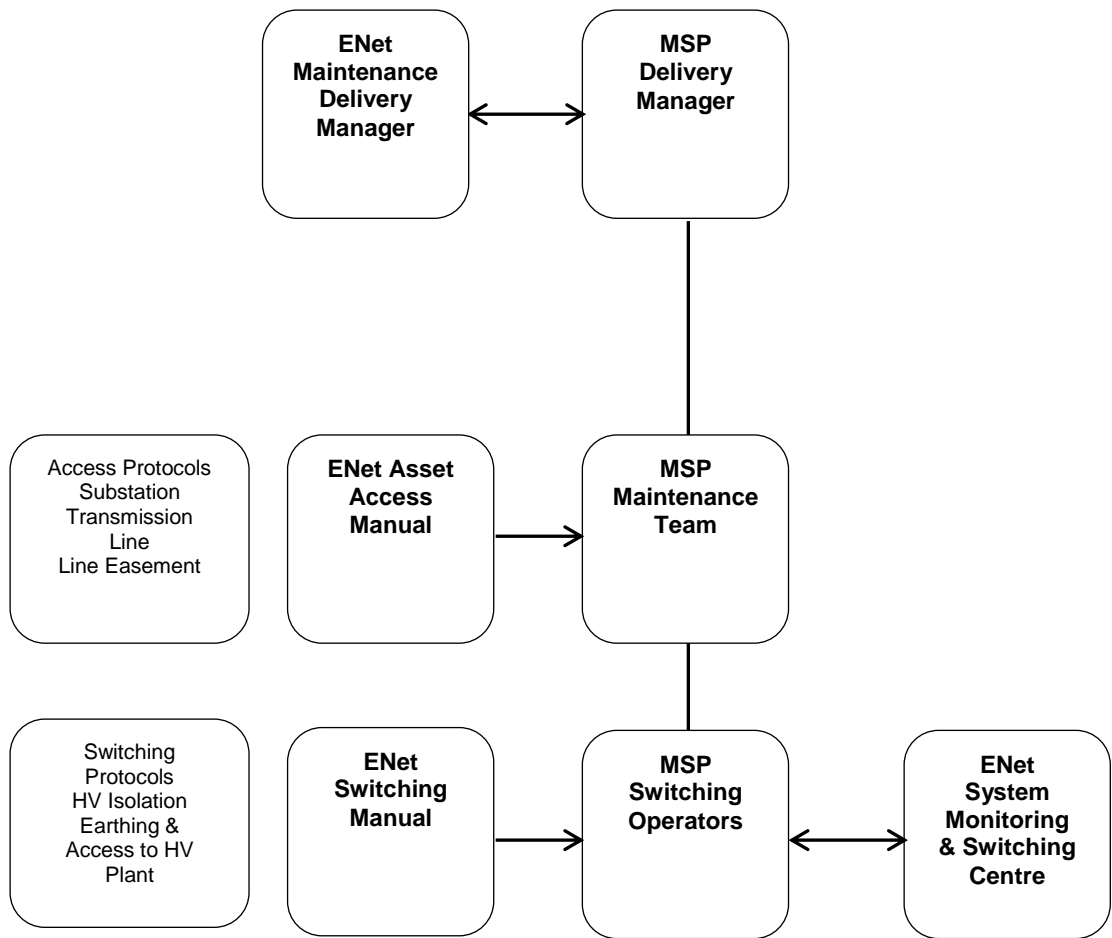 ENet
Maintenance
Delivery
Manager
MSP
Delivery
Manager
Access Protocols
Substation
Transmission
Line
Line Easement
ENet Asset
Access
Manual
MSP
Maintenance
Team
Switching
Protocols
HV Isolation
Earthing &
Access to HV
Plant
ENet
Switching
Manual
MSP
Switching
Operators
ENet
System
Monitoring
& Switching
Centre